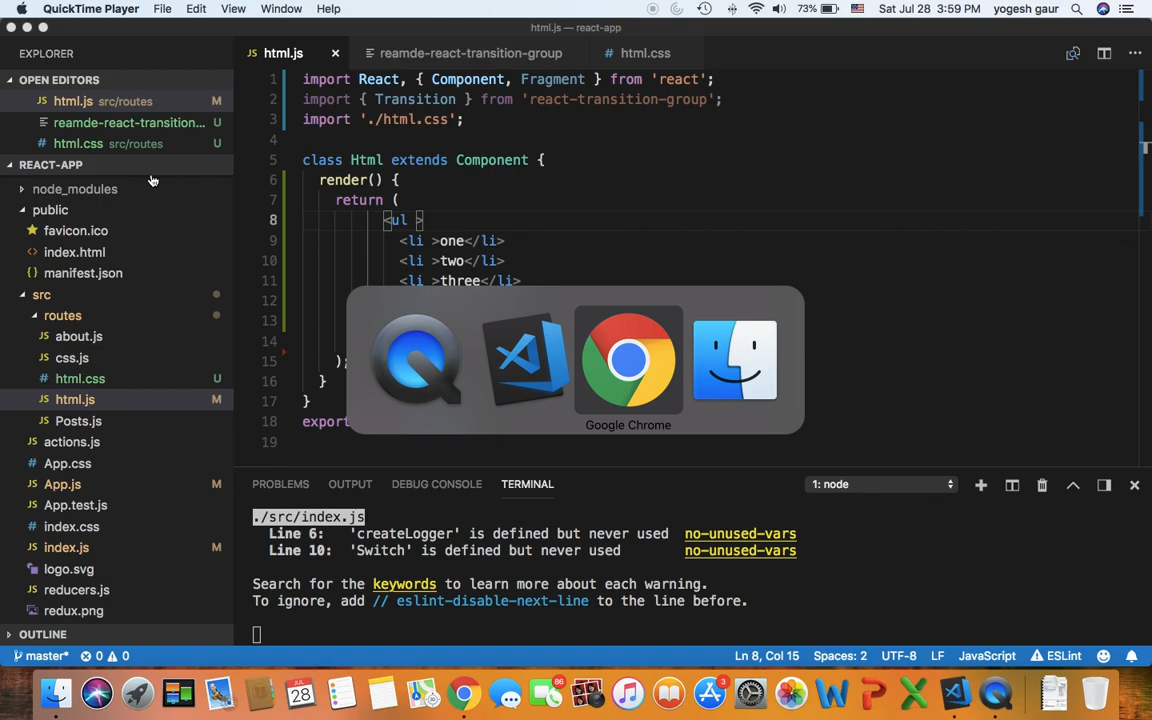 QuickTime Player File Edit View Window Help 73% Sat Jul 28 3:59 PM yogesh gaur
html.js — react-app
EXPLORER
OPEN EDITORS
html.js src/routes M
reamde-react-transition... U
html.css src/routes U
REACT-APP
node_modules
public
favicon.ico
index.html
manifest.json
src
routes
about.js
css.js
html.css U
html.js M
Posts.js
actions.js
App.css
App.js M
App.test.js
index.css
index.js M
logo.svg
reducers.js
redux.png
OUTLINE
html.js reamde-react-transition-group html.css
1 import React, { Component, Fragment } from 'react';
2 import { Transition } from 'react-transition-group';
3 import './html.css';
4
5 class Html extends Component {
6 render() {
7 return (
8 <ul >
9 <li >one</li>
10 <li >two</li>
11 <li >three</li>
12
13
14
15 );
16 }
17 }
18 export
19
Google Chrome
PROBLEMS OUTPUT DEBUG CONSOLE TERMINAL 1: node
./src/index.js
Line 6: 'createLogger' is defined but never used no-unused-vars
Line 10: 'Switch' is defined but never used no-unused-vars
Search for the keywords to learn more about each warning.
To ignore, add // eslint-disable-next-line to the line before.
master* 0 0 Ln 8, Col 15 Spaces: 2 UTF-8 LF JavaScript ESLint
JUL
28
86
3